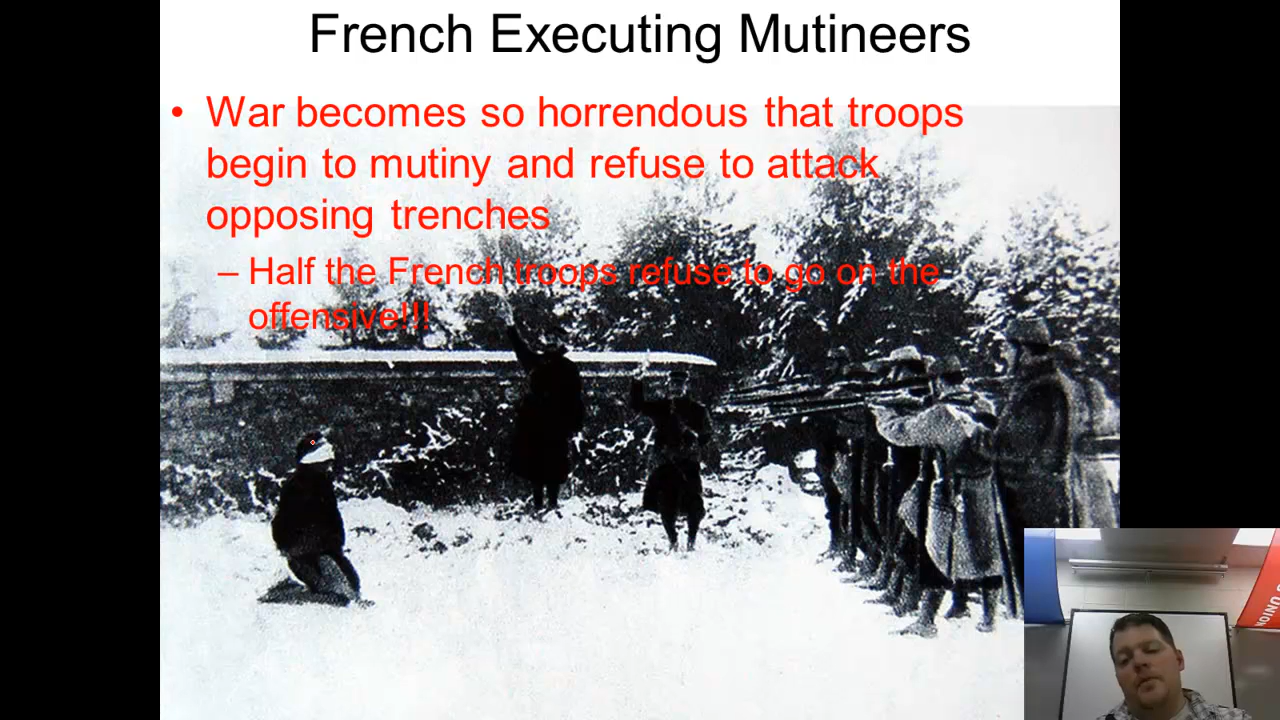 French Executing Mutineers
• War becomes so horrendous that troops
begin to mutiny and refuse to attack
opposing trenches
– Half the French troops refuse to go on the
offensive!!!
UNION